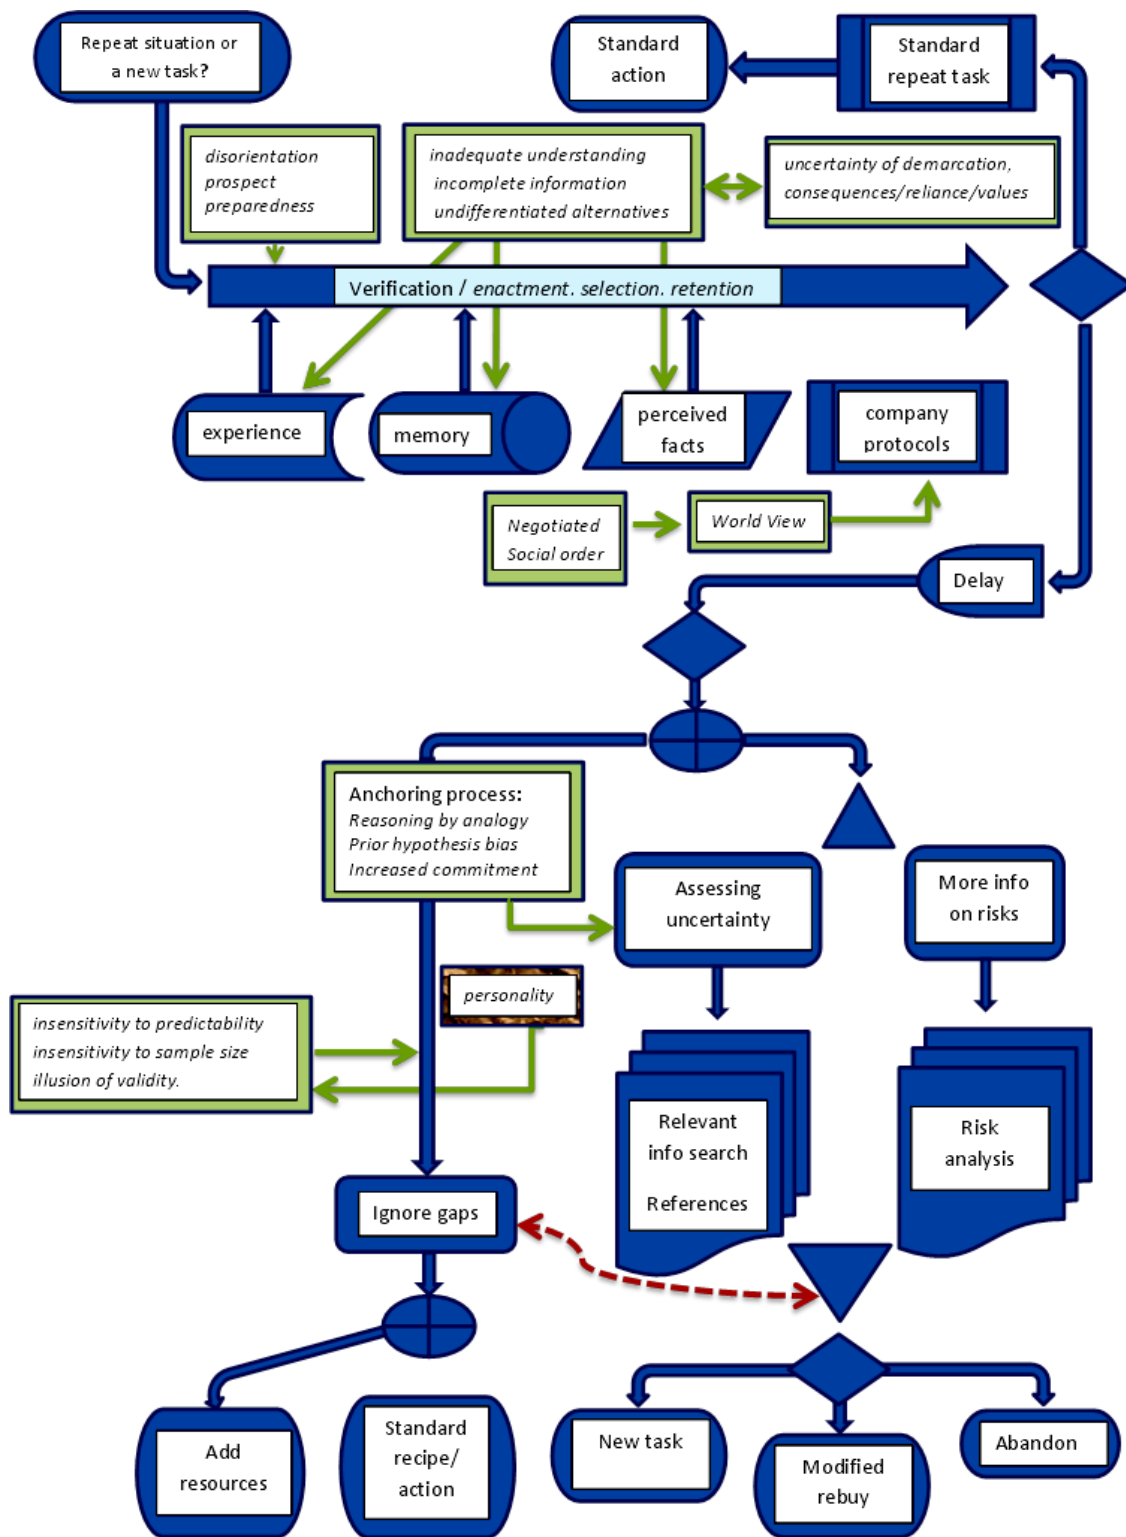 Repeat situation or
a new task?
Standard
action
Standard
repeat task
disorientation
prospect
preparedness
inadequate understanding
incomplete information
undifferentiated alternatives
uncertainty of demarcation,
consequences/reliance/values
Verification / enactment. selection. retention
experience
memory
perceived
facts
company
protocols
Negotiated
Social order
World View
Delay
Anchoring process:
Reasoning by analogy
Prior hypothesis bias
Increased commitment
Assessing
uncertainty
More info
on risks
personality
insensitivity to predictability
insensitivity to sample size
illusion of validity.
Relevant
info search
References
Risk
analysis
Ignore gaps
Add
resources
Standard
recipe/
action
New task
Modified
rebuy
Abandon